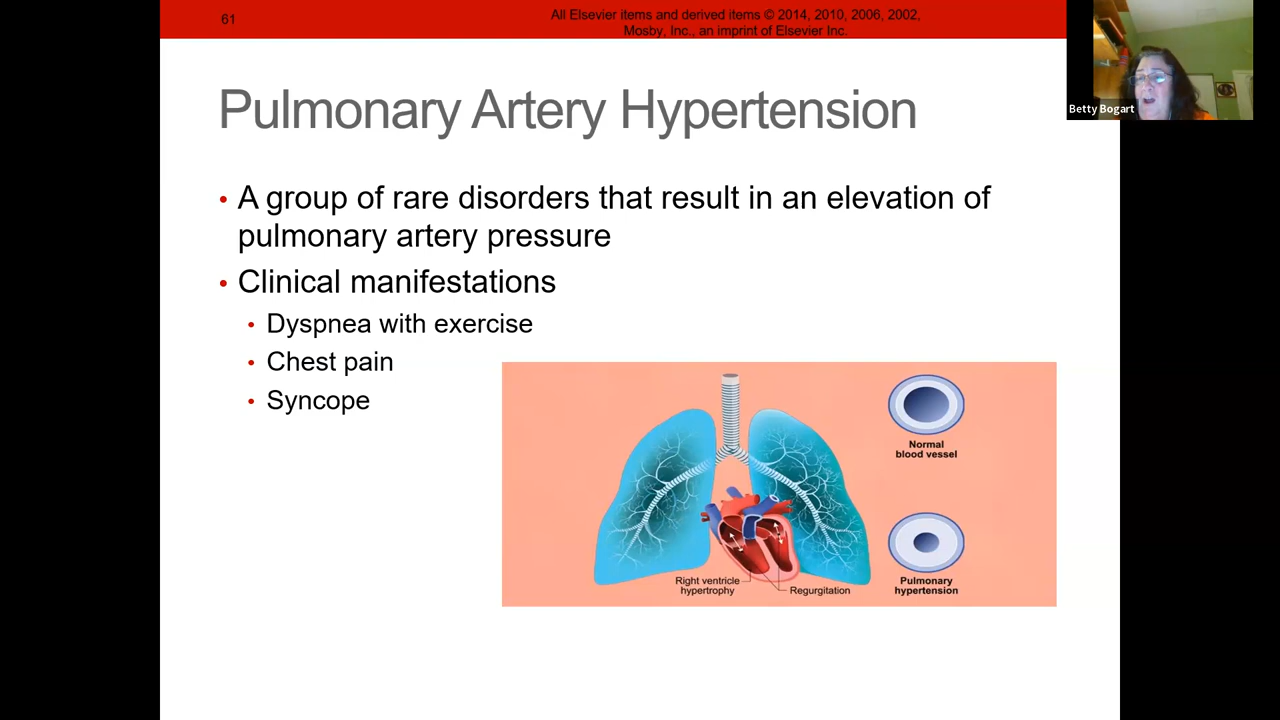 61
All Elsevier items and derived items © 2014, 2010, 2006, 2002,
Mosby, Inc., an imprint of Elsevier Inc.
Betty Bogart
Pulmonary Artery Hypertension
• A group of rare disorders that result in an elevation of
pulmonary artery pressure
• Clinical manifestations
• Dyspnea with exercise
• Chest pain
• Syncope
Normal
blood vessel
Right ventricle
hypertrophy
Regurgitation
Pulmonary
hypertension